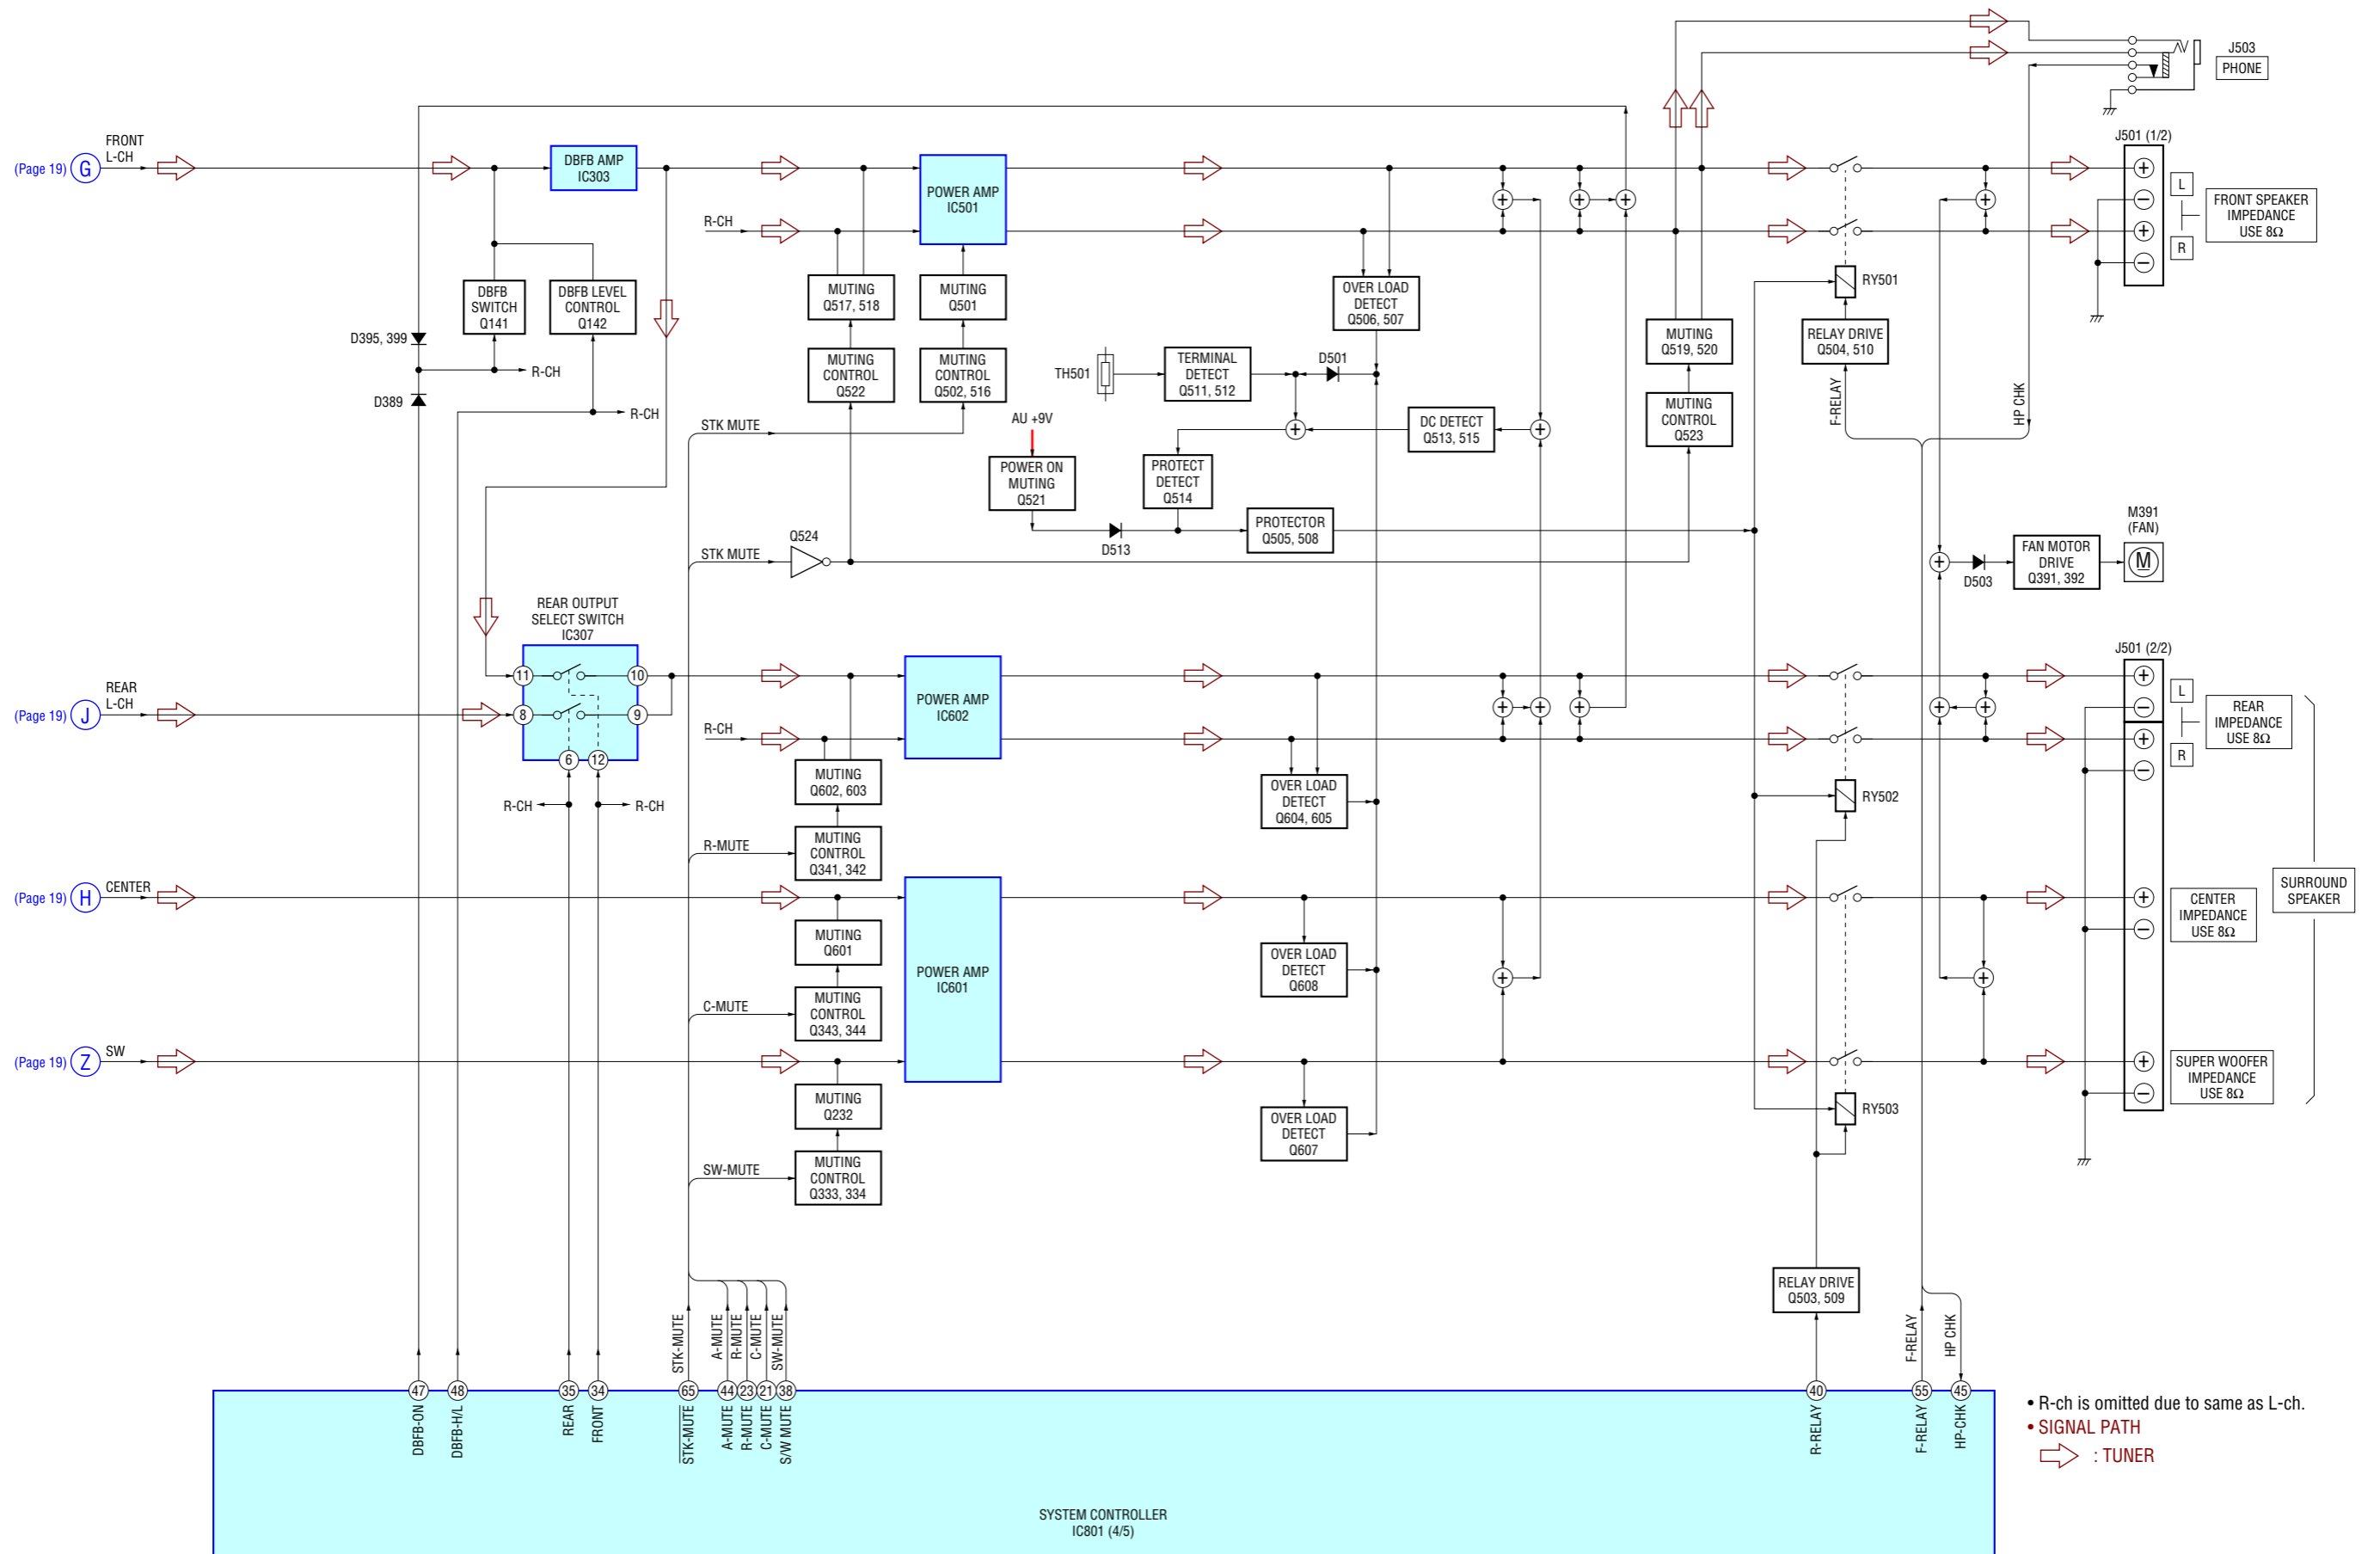 J503
PHONE
J501 (1/2)
FRONT
L-CH
(Page 19) G
DBFB AMP
IC303
POWER AMP
IC501
R-CH
L
R
FRONT SPEAKER
IMPEDANCE
USE 8Ω
DBFB
SWITCH
Q141
DBFB LEVEL
CONTROL
Q142
MUTING
Q517, 518
MUTING
Q501
OVER LOAD
DETECT
Q506, 507
RY501
D395, 399
R-CH
D389
R-CH
MUTING
CONTROL
Q522
MUTING
CONTROL
Q502, 516
TH501
TERMINAL
DETECT
Q511, 512
D501
MUTING
Q519, 520
RELAY DRIVE
Q504, 510
F-RELAY
HP CHK
STK MUTE
AU +9V
DC DETECT
Q513, 515
MUTING
CONTROL
Q523
POWER ON
MUTING
Q521
PROTECT
DETECT
Q514
D513
PROTECTOR
Q505, 508
STK MUTE
Q524
M391
(FAN)
D503
FAN MOTOR
DRIVE
Q391, 392
M
REAR OUTPUT
SELECT SWITCH
IC307
11
10
8
9
6
12
REAR
L-CH
(Page 19) J
R-CH
R-CH
R-CH
POWER AMP
IC602
J501 (2/2)
L
R
REAR
IMPEDANCE
USE 8Ω
MUTING
Q602, 603
OVER LOAD
DETECT
Q604, 605
RY502
R-MUTE
MUTING
CONTROL
Q341, 342
(Page 19) H
CENTER
MUTING
Q601
POWER AMP
IC601
OVER LOAD
DETECT
Q608
CENTER
IMPEDANCE
USE 8Ω
SURROUND
SPEAKER
C-MUTE
MUTING
CONTROL
Q343, 344
(Page 19) Z
SW
MUTING
Q232
OVER LOAD
DETECT
Q607
RY503
SUPER WOOFER
IMPEDANCE
USE 8Ω
SW-MUTE
MUTING
CONTROL
Q333, 334
RELAY DRIVE
Q503, 509
STK-MUTE
A-MUTE
R-MUTE
C-MUTE
SW-MUTE
F-RELAY
HP CHK
47
48
35
34
65
44
23
21
38
40
55
45
DBFB-ON
DBFB-H/L
REAR
FRONT
STK-MUTE
A-MUTE
R-MUTE
C-MUTE
S/W MUTE
R-RELAY
F-RELAY
HP-CHK
SYSTEM CONTROLLER
IC801 (4/5)
• R-ch is omitted due to same as L-ch.
• SIGNAL PATH
: TUNER